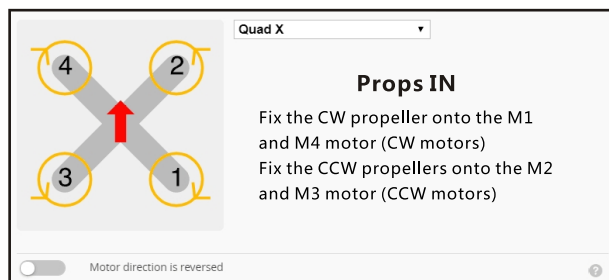 Quad X
4
2
3
1
Props IN
Fix the CW propeller onto the M1
and M4 motor (CW motors)
Fix the CCW propellers onto the M2
and M3 motor (CCW motors)
Motor direction is reversed
?